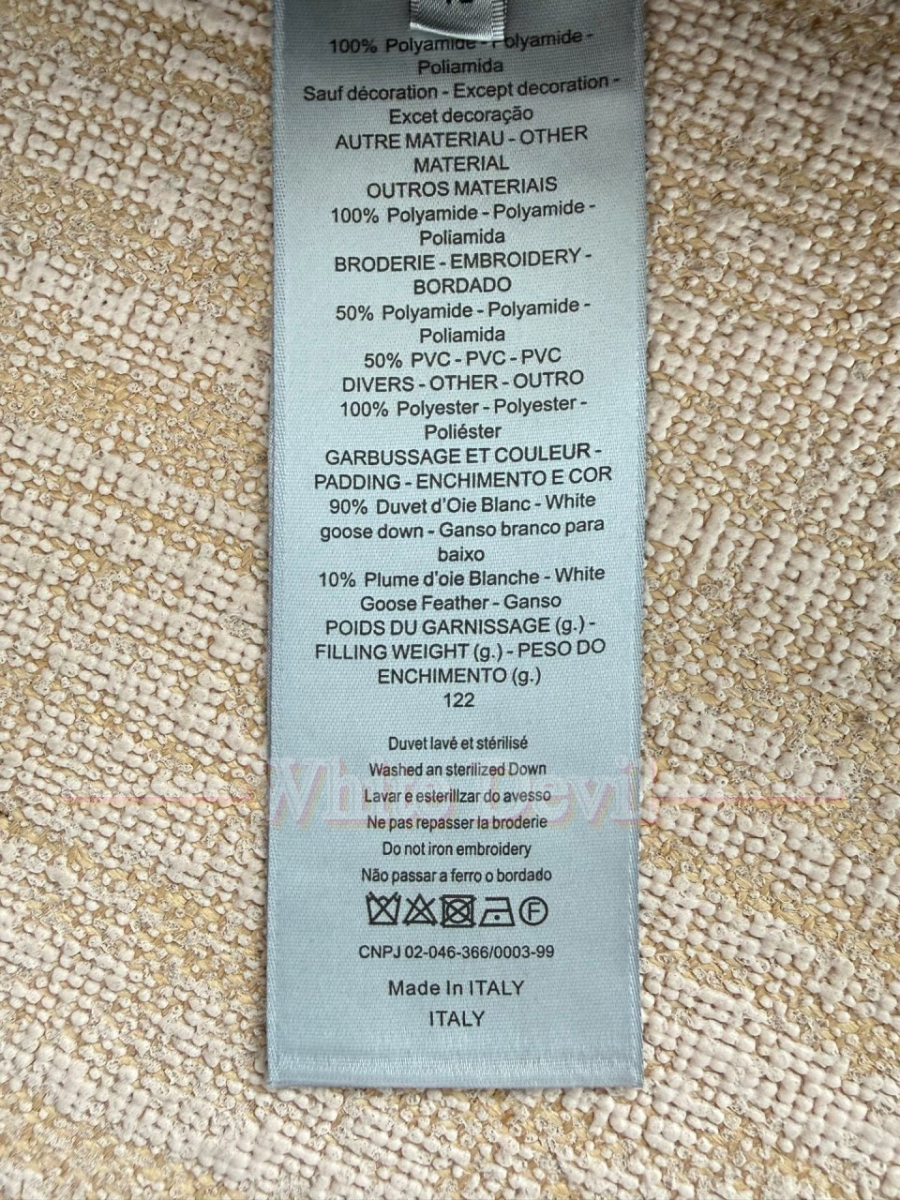 100% Polyamide - Polyamide -
Poliamida
Sauf décoration - Except decoration -
Excet decoração
AUTRE MATERIAU - OTHER
MATERIAL
OUTROS MATERIAIS
100% Polyamide - Polyamide -
Poliamida
BRODERIE - EMBROIDERY -
BORDADO
50% Polyamide - Polyamide -
Poliamida
50% PVC - PVC - PVC
DIVERS - OTHER - OUTRO
100% Polyester - Polyester -
Poliéster
GARBUSSAGE ET COULEUR -
PADDING - ENCHIMENTO E COR
90% Duvet d'Oie Blanc - White
goose down - Ganso branco para
baixo
10% Plume d'oie Blanche - White
Goose Feather - Ganso
POIDS DU GARNISSAGE (g.) -
FILLING WEIGHT (g.) - PESO DO
ENCHIMENTO (g.)
122
Duvet lavé et stérilisé
Washed an sterilized Down
Lavar e esterilizar do avesso
Ne pas repasser la broderie
Do not iron embroidery
Não passar a ferro o bordado
F
CNPJ 02-046-366/0003-99
Made In ITALY
ITALY